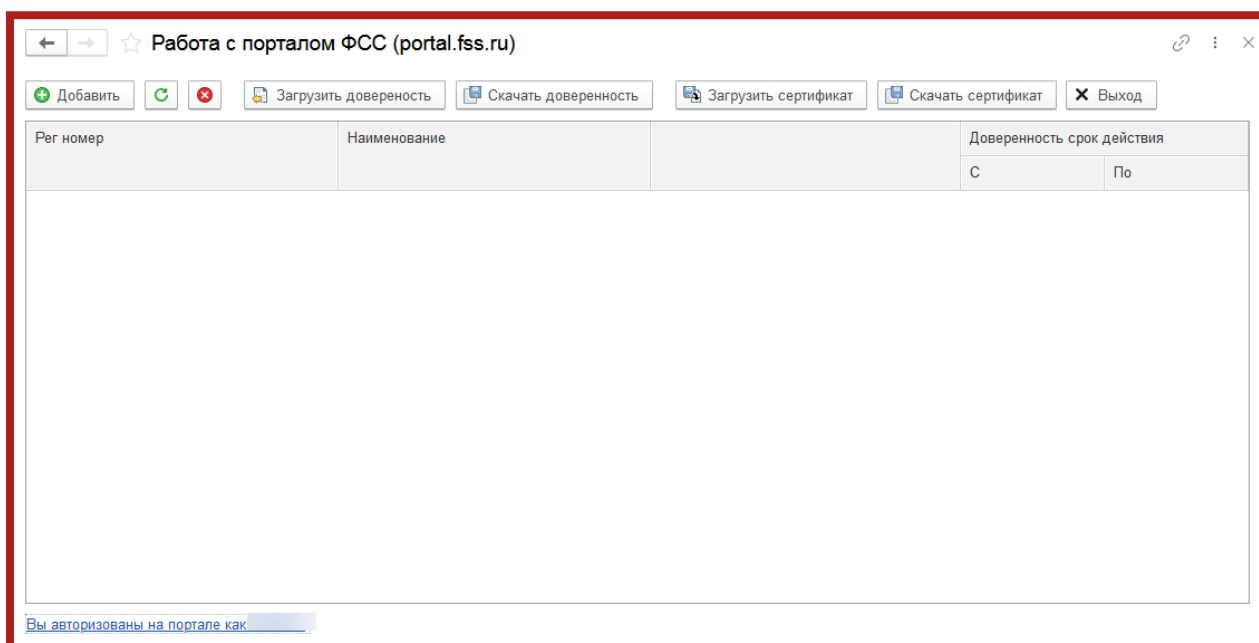 Работа с порталом ФСС (portal.fss.ru)
Добавить Загрузить довереность Скачать доверенность Загрузить сертификат Скачать сертификат Выход
Рег номер Наименование Доверенность срок действия
С По
Вы авторизованы на портале как